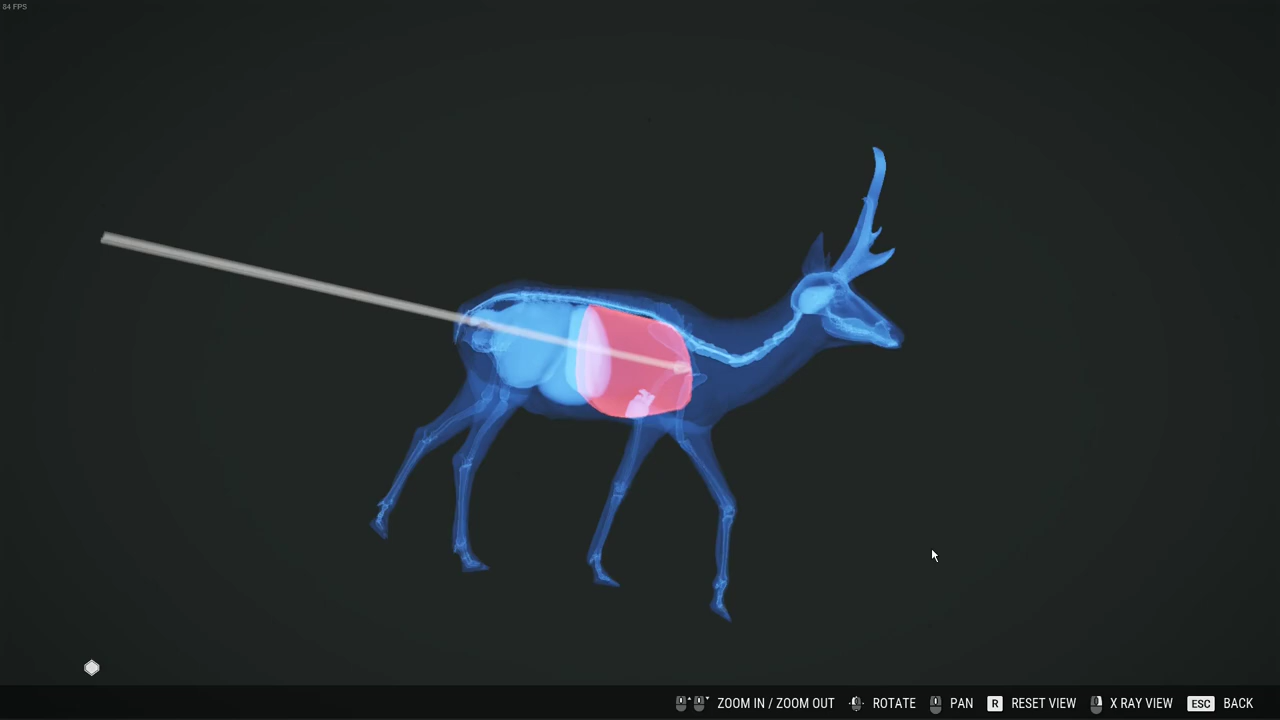 84 FPS
ZOOM IN / ZOOM OUT ROTATE PAN R RESET VIEW X RAY VIEW ESC BACK